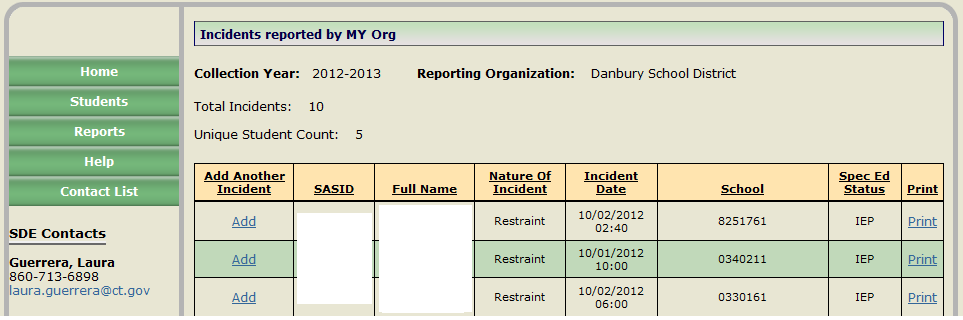 Home
Students
Reports
Help
Contact List
SDE Contacts
Guerrera, Laura
860-713-6898
laura.guerrera@ct.gov
Incidents reported by MY Org
Collection Year: 2012-2013 Reporting Organization: Danbury School District
Total Incidents: 10
Unique Student Count: 5
Add Another Incident SASID Full Name Nature Of Incident Incident Date School Spec Ed Status Print
Add Restraint 10/02/2012 02:40 8251761 IEP Print
Add Restraint 10/01/2012 10:00 0340211 IEP Print
Add Restraint 10/02/2012 06:00 0330161 IEP Print